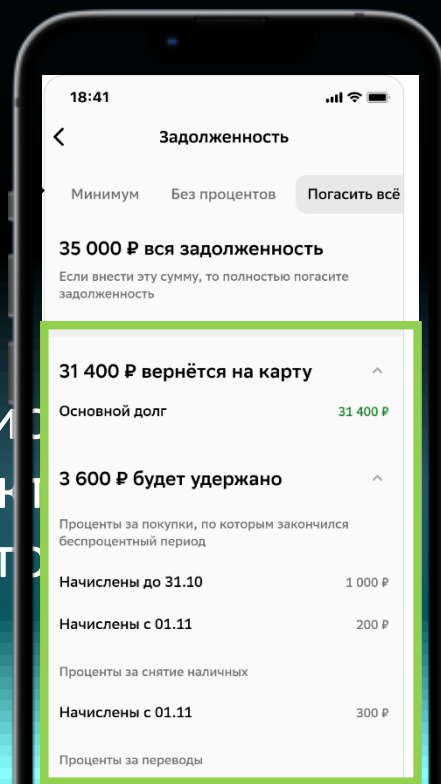 18:41
Задолженность
Минимум Без процентов Погасить всё
35 000 ₽ вся задолженность
Если внести эту сумму, то полностью погасите
задолженность
31 400 ₽ вернётся на карту
Основной долг 31 400 ₽
3 600 ₽ будет удержано
Проценты за покупки, по которым закончился
беспроцентный период
Начислены до 31.10 1 000 ₽
Начислены с 01.11 200 ₽
Проценты за снятие наличных
Начислены с 01.11 300 ₽
Проценты за переводы